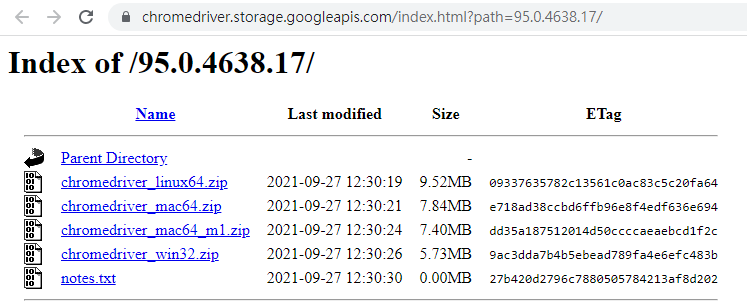 chromedriver.storage.googleapis.com/index.html?path=95.0.4638.17/
Index of /95.0.4638.17/
Name Last modified Size ETag
Parent Directory -
chromedriver_linux64.zip 2021-09-27 12:30:19 9.52MB 09337635782c13561c0ac83c5c20fa64
chromedriver_mac64.zip 2021-09-27 12:30:21 7.84MB e718ad38ccbd6ffb96e8f4edf636e694
chromedriver_mac64_m1.zip 2021-09-27 12:30:24 7.40MB dd35a187512014d50ccccaeaebcd1f2c
chromedriver_win32.zip 2021-09-27 12:30:26 5.73MB 9ac3dda7b4b5ebead789fa4e6efc483b
notes.txt 2021-09-27 12:30:30 0.00MB 27b420d2796c7880505784213af8d202